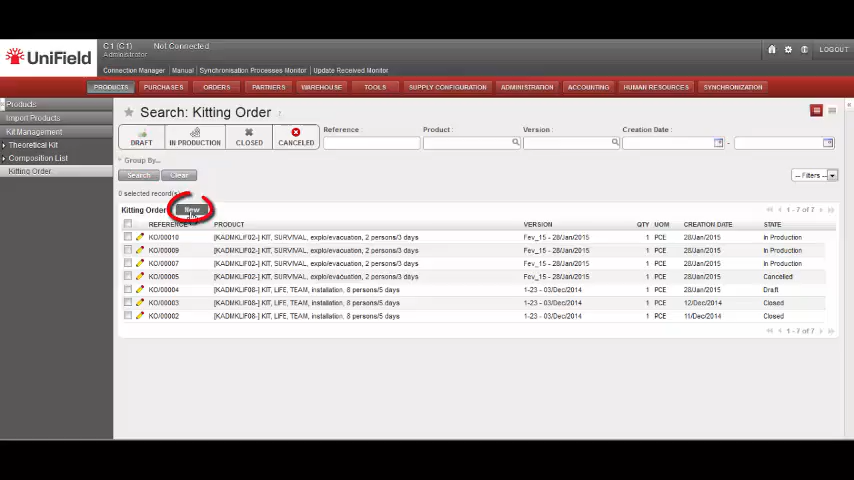 UniField
C1 (C1) Not Connected
Administrator
LOGOUT
Connection Manager | Manual | Synchronisation Processes Monitor | Update Received Monitor
PRODUCTS PURCHASES ORDERS PARTNERS WAREHOUSE TOOLS SUPPLY CONFIGURATION ADMINISTRATION ACCOUNTING HUMAN RESOURCES SYNCHRONIZATION
Products
Import Products
Kit Management
Theoretical Kit
Composition List
Kitting Order
Search: Kitting Order ?
DRAFT IN PRODUCTION CLOSED CANCELED
Reference : Product : Version : Creation Date :
-
Group By...
Search Clear
-- Filters --
0 selected record(s)
Kitting Order New
1 - 7 of 7
REFERENCE PRODUCT VERSION QTY UOM CREATION DATE STATE
KO/00010 [KADMKLIF02-] KIT, SURVIVAL, explo/evacuation, 2 persons/3 days Fev_15 - 28/Jan/2015 1 PCE 28/Jan/2015 In Production
KO/00009 [KADMKLIF02-] KIT, SURVIVAL, explo/evacuation, 2 persons/3 days Fev_15 - 28/Jan/2015 1 PCE 28/Jan/2015 In Production
KO/00007 [KADMKLIF02-] KIT, SURVIVAL, explo/evacuation, 2 persons/3 days Fev_15 - 28/Jan/2015 1 PCE 28/Jan/2015 In Production
KO/00005 [KADMKLIF02-] KIT, SURVIVAL, explo/evacuation, 2 persons/3 days Fev_15 - 28/Jan/2015 1 PCE 28/Jan/2015 Cancelled
KO/00004 [KADMKLIF08-] KIT, LIFE, TEAM, installation, 8 persons/5 days 1-23 - 03/Dec/2014 1 PCE 28/Jan/2015 Draft
KO/00003 [KADMKLIF08-] KIT, LIFE, TEAM, installation, 8 persons/5 days 1-23 - 03/Dec/2014 1 PCE 12/Dec/2014 Closed
KO/00002 [KADMKLIF08-] KIT, LIFE, TEAM, installation, 8 persons/5 days 1-23 - 03/Dec/2014 1 PCE 11/Dec/2014 Closed
1 - 7 of 7